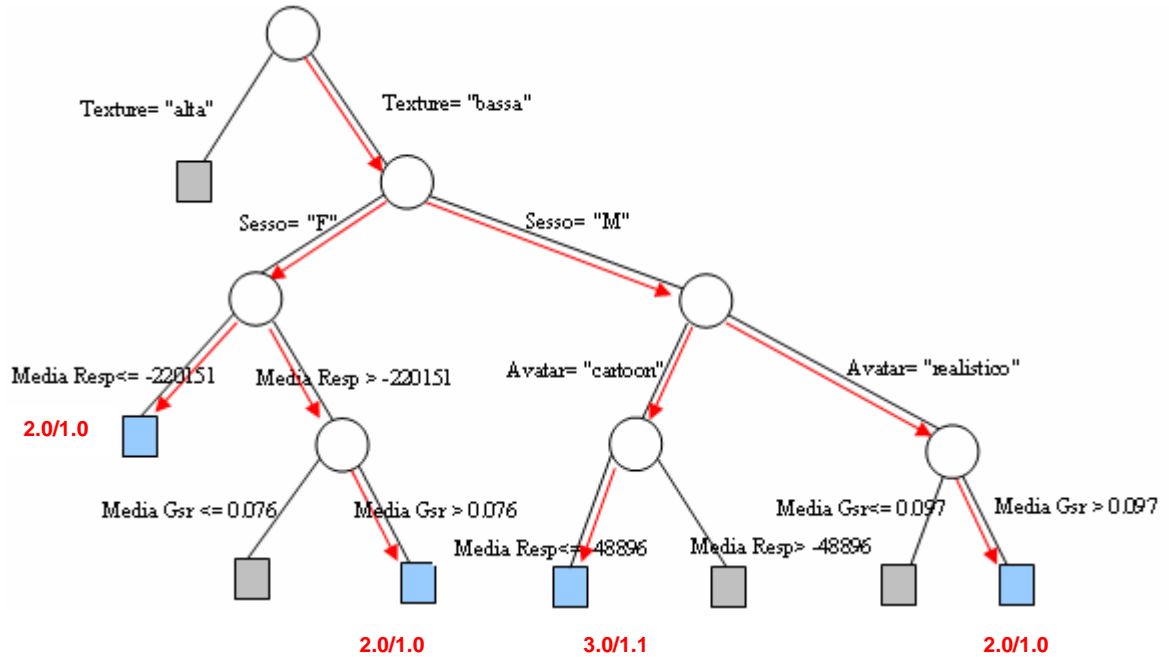 Texture= "alta"
Texture= "bassa"
Sesso= "F"
Sesso= "M"
Media Resp<= -220151
Media Resp > -220151
Avatar= "cartoon"
Avatar= "realistico"
2.0/1.0
Media Gsr <= 0.076
Media Gsr > 0.076
Media Resp<= -48896
Media Resp> -48896
Media Gsr<= 0.097
Media Gsr > 0.097
2.0/1.0
3.0/1.1
2.0/1.0